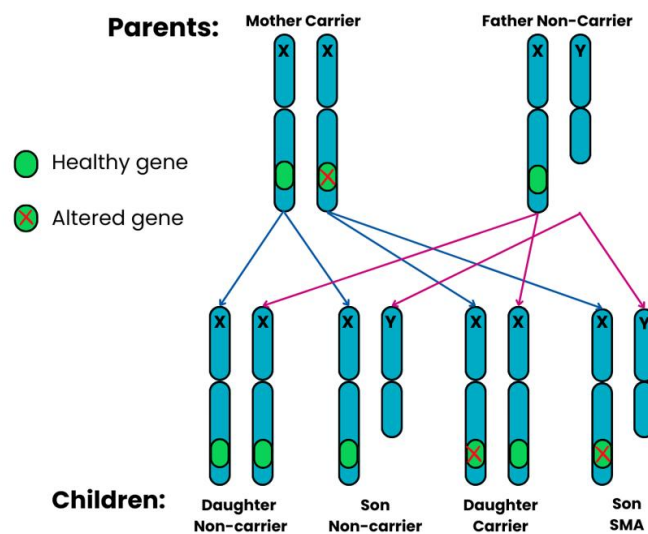 Parents:
Mother Carrier
Father Non-Carrier
X
X
X
Y
Healthy gene
Altered gene
X
X
X
Y
X
X
X
Y
Children:
Daughter
Non-carrier
Son
Non-carrier
Daughter
Carrier
Son
SMA